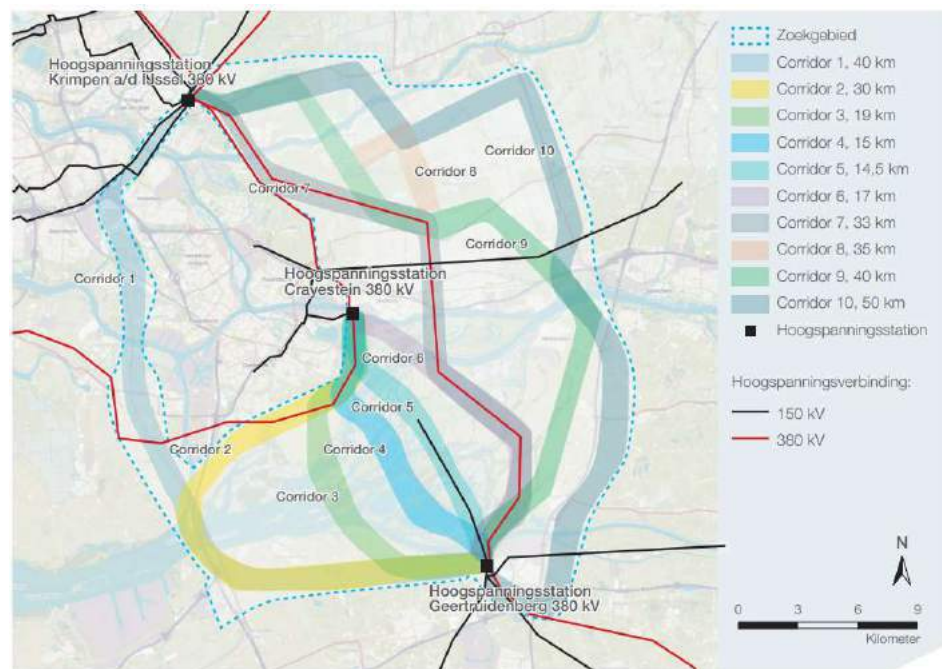 Hoogspanningsstation
Krimpen a/d IJssel 380 kV
Corridor 10
Corridor 8
Corridor 7
Corridor 9
Corridor 1
Hoogspanningsstation
Crayestein 380 kV
Corridor 6
Corridor 5
Corridor 2
Corridor 4
Corridor 3
Hoogspanningsstation
Geertruidenberg 380 kV
Zoekgebied
Corridor 1, 40 km
Corridor 2, 30 km
Corridor 3, 19 km
Corridor 4, 15 km
Corridor 5, 14,5 km
Corridor 6, 17 km
Corridor 7, 33 km
Corridor 8, 35 km
Corridor 9, 40 km
Corridor 10, 50 km
Hoogspanningsstation
Hoogspanningsverbinding:
150 kV
380 kV
N
0 3 6 9
Kilometer